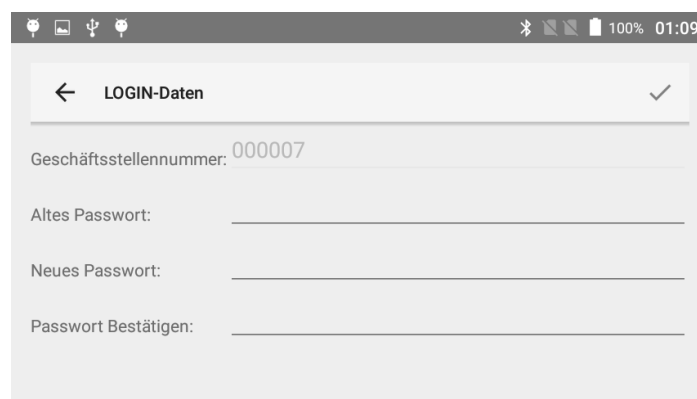 100% 01:09
LOGIN-Daten
Geschäftsstellennummer: 000007
Altes Passwort:
Neues Passwort:
Passwort Bestätigen: